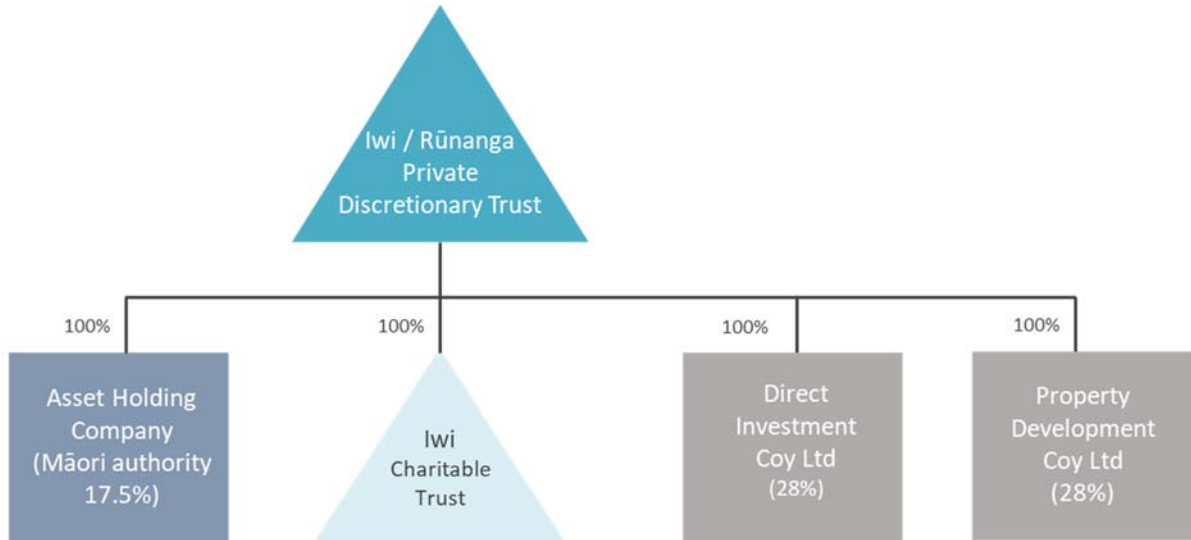 Iwi / Rūnanga
Private
Discretionary Trust
100%
100%
100%
100%
Asset Holding
Company
(Māori authority
17.5%)
Iwi
Charitable
Trust
Direct
Investment
Coy Ltd
(28%)
Property
Development
Coy Ltd
(28%)